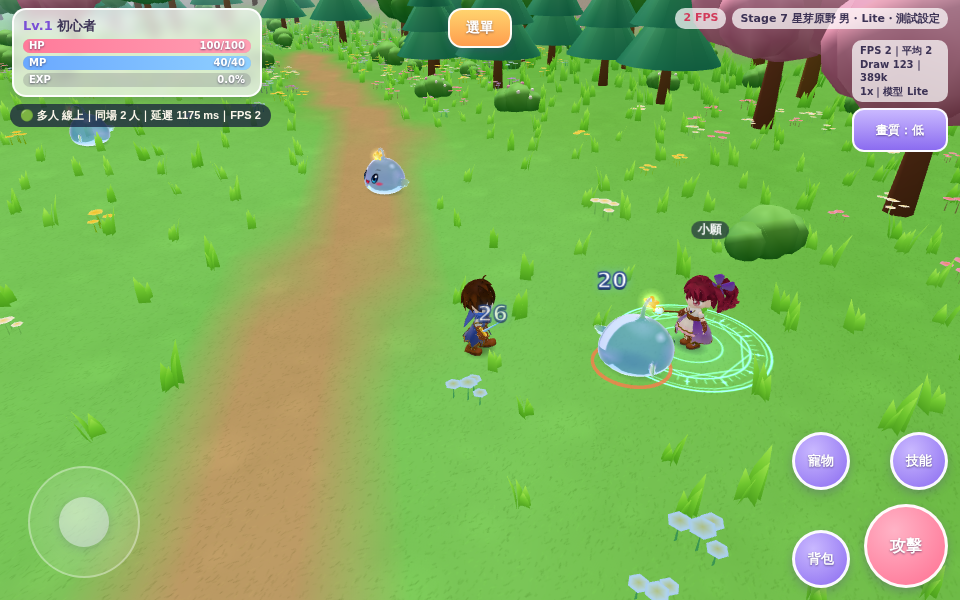 Lv.1 初心者
HP 100/100
MP 40/40
EXP 0.0%
多人 線上｜同場 2 人｜延遲 1175 ms｜FPS 2
選單
2 FPS
Stage 7 星芽原野 男・Lite・測試設定
FPS 2｜平均 2
Draw 123｜
389k
1x｜模型 Lite
畫質：低
小願
20
26
寵物
技能
背包
攻擊